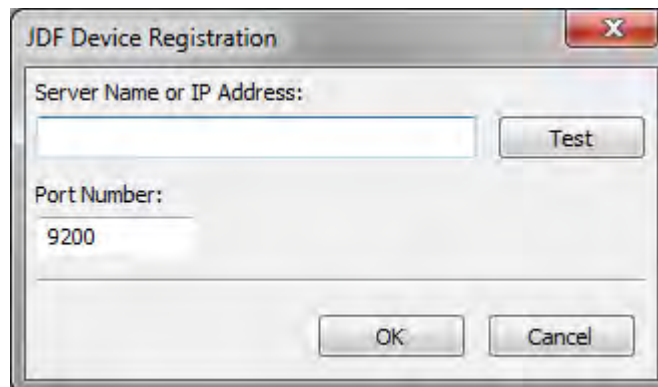 JDF Device Registration
Server Name or IP Address:
Test
Port Number:
9200
OK
Cancel